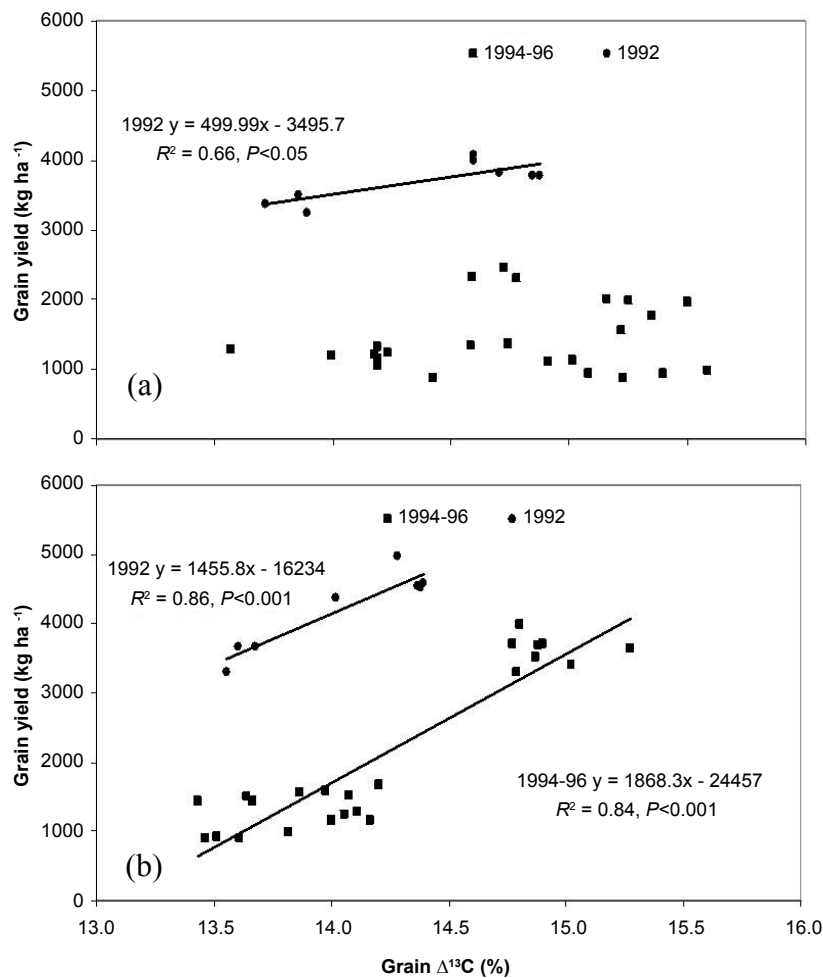 6000
1994-96 1992
5000
1992 y = 499.99x - 3495.7
R² = 0.66, P<0.05
4000
Grain yield (kg ha ⁻¹)
3000
2000
1000
(a)
0
6000
1994-96 1992
5000
1992 y = 1455.8x - 16234
R² = 0.86, P<0.001
4000
Grain yield (kg ha ⁻¹)
3000
2000
1994-96 y = 1868.3x - 24457
R² = 0.84, P<0.001
1000
(b)
0
13.0 13.5 14.0 14.5 15.0 15.5 16.0
Grain Δ¹³C (%)